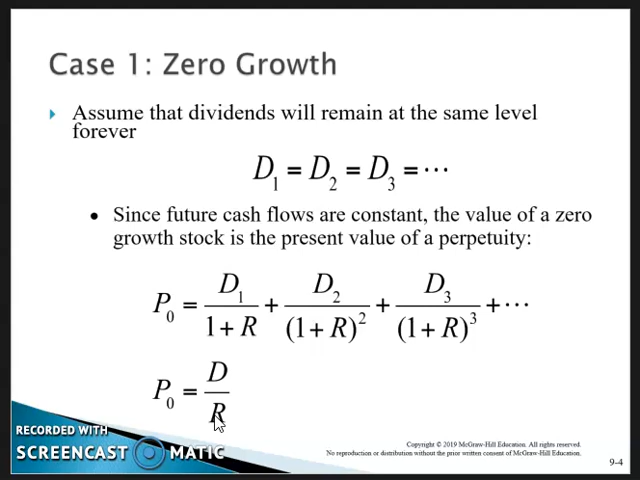 Case 1: Zero Growth
Assume that dividends will remain at the same level
forever
D₁ = D₂ = D₃ = ⋯
• Since future cash flows are constant, the value of a zero
growth stock is the present value of a perpetuity:
P₀ = D₁/(1 + R) + D₂/(1 + R)² + D₃/(1 + R)³ + ⋯
P₀ = D/R
RECORDED WITH
SCREENCAST MATIC
Copyright © 2019 McGraw-Hill Education. All rights reserved.
No reproduction or distribution without the prior written consent of McGraw-Hill Education.
9-4